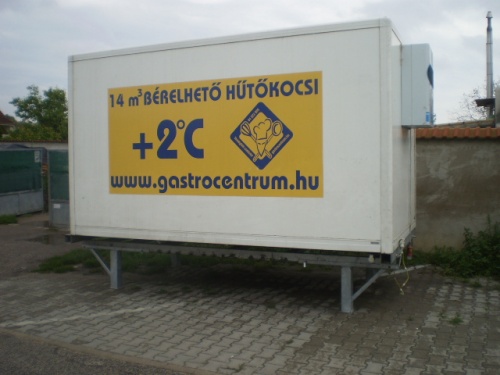 14 m³ BÉRELHETŐ HŰTŐKOCSI
+2°C
www.gastrocentrum.hu